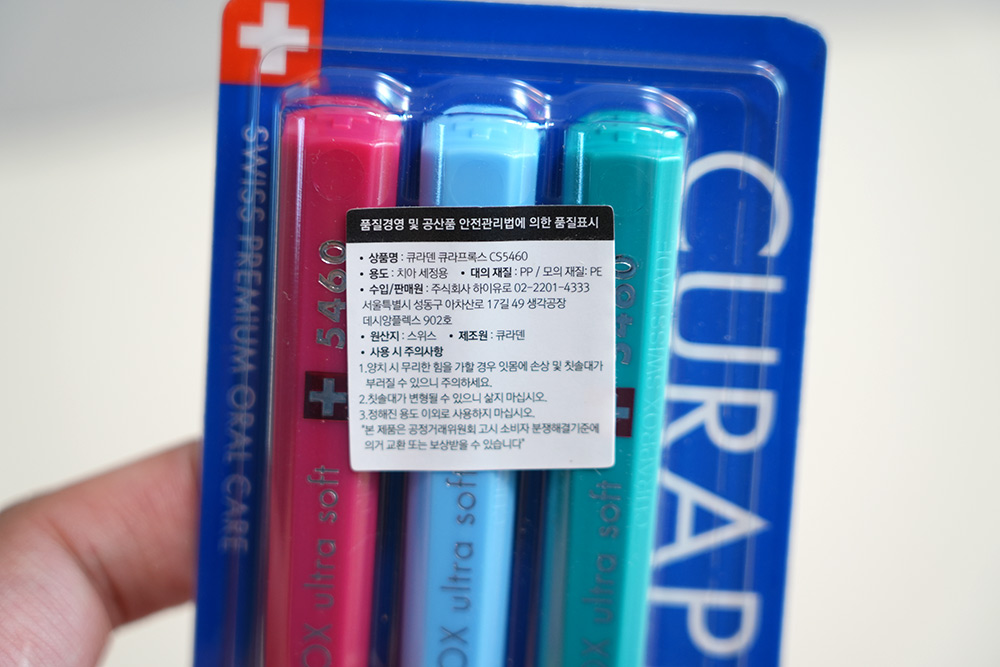 품질경영 및 공산품 안전관리법에 의한 품질표시
• 상품명 : 큐라덴 큐라프록스 CS5460
• 용도 : 치아 세정용 • 대의 재질 : PP / 모의 재질: PE
• 수입/판매원 : 주식회사 하이유로 02-2201-4333
서울특별시 성동구 아차산로 17길 49 생각공장
데시앙플렉스 902호
• 원산지 : 스위스 • 제조원 : 큐라덴
• 사용 시 주의사항
1.양치 시 무리한 힘을 가할 경우 잇몸에 손상 및 칫솔대가
부러질 수 있으니 주의하세요.
2.칫솔대가 변형될 수 있으니 삶지 마십시오.
3.정해진 용도 이외로 사용하지 마십시오.
"본 제품은 공정거래위원회 고시 소비자 분쟁해결기준에
의거 교환 또는 보상받을 수 있습니다"
SWISS PREMIUM ORAL CARE
5460
OX ultra soft
OX ultra soft
5460
OX ultra soft
CURAP